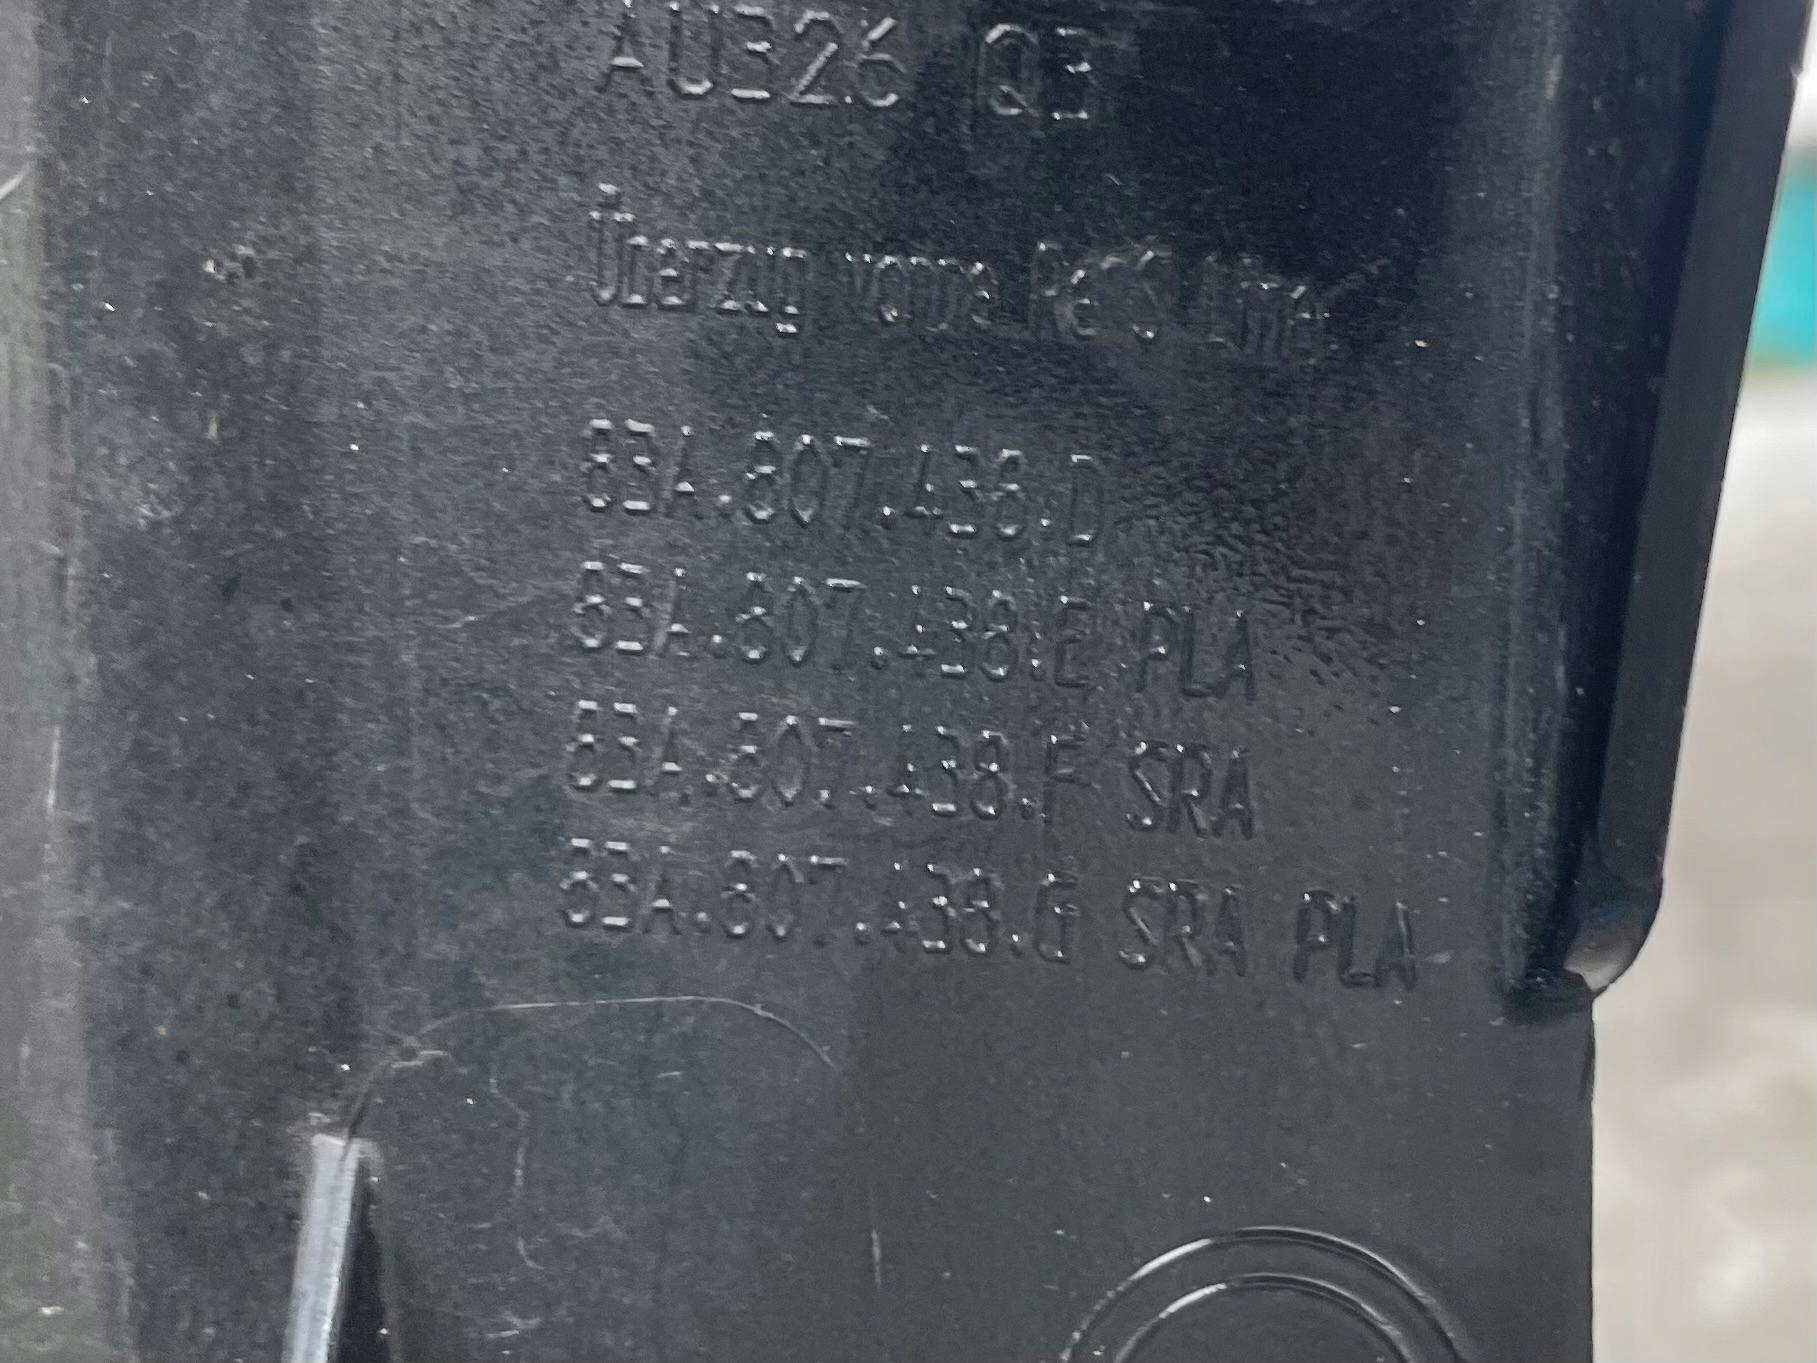 AU326 Q3
Überzug vorne Re S line
83A.807.438.D
83A.807.438.E PLA
83A.807.438.F SRA
83A.807.438.G SRA PLA